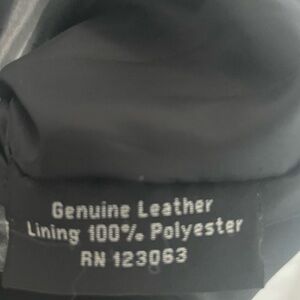 Genuine Leather
Lining 100% Polyester
RN 123063